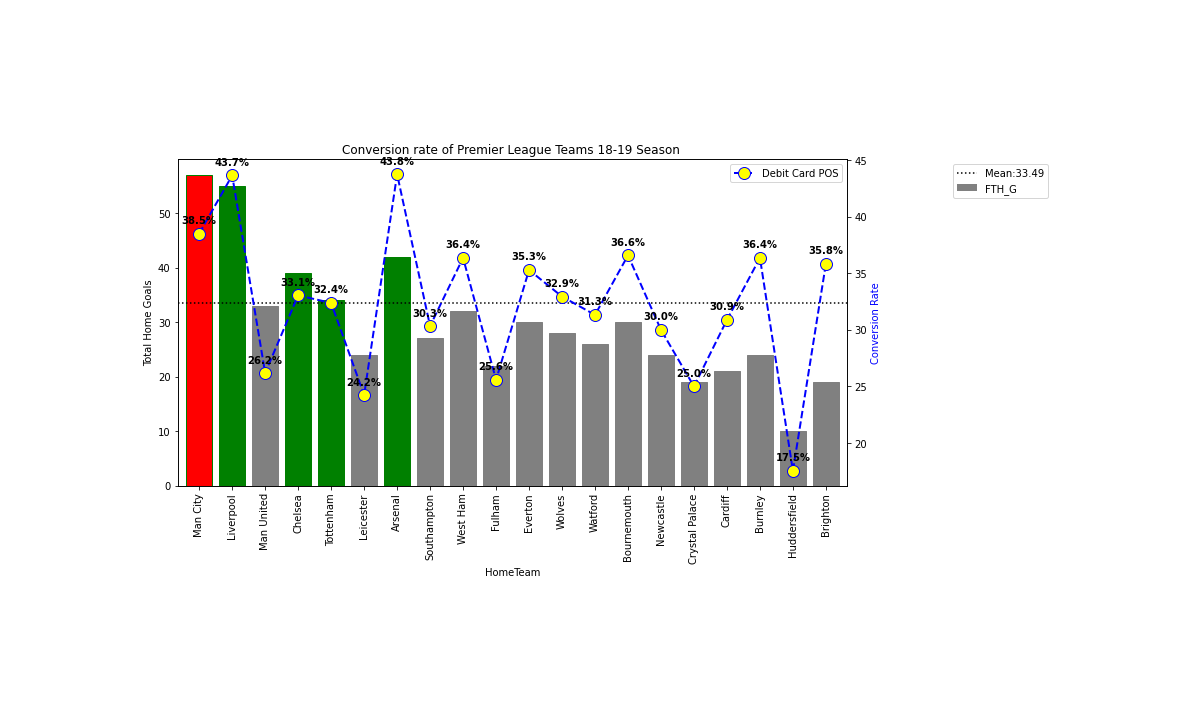 Conversion rate of Premier League Teams 18-19 Season
43.7%
43.8%
38.5%
36.4%
36.6%
36.4%
35.8%
35.3%
33.1%
32.4%
32.9%
31.3%
30.3%
30.0%
30.9%
26.2%
25.6%
25.0%
24.2%
17.5%
Debit Card POS
Mean:33.49
FTH_G
Total Home Goals
50
40
30
20
10
0
45
40
35
30
25
20
Conversion Rate
Man City
Liverpool
Man United
Chelsea
Tottenham
Leicester
Arsenal
Southampton
West Ham
Fulham
Everton
Wolves
Watford
Bournemouth
Newcastle
Crystal Palace
Cardiff
Burnley
Huddersfield
Brighton
HomeTeam